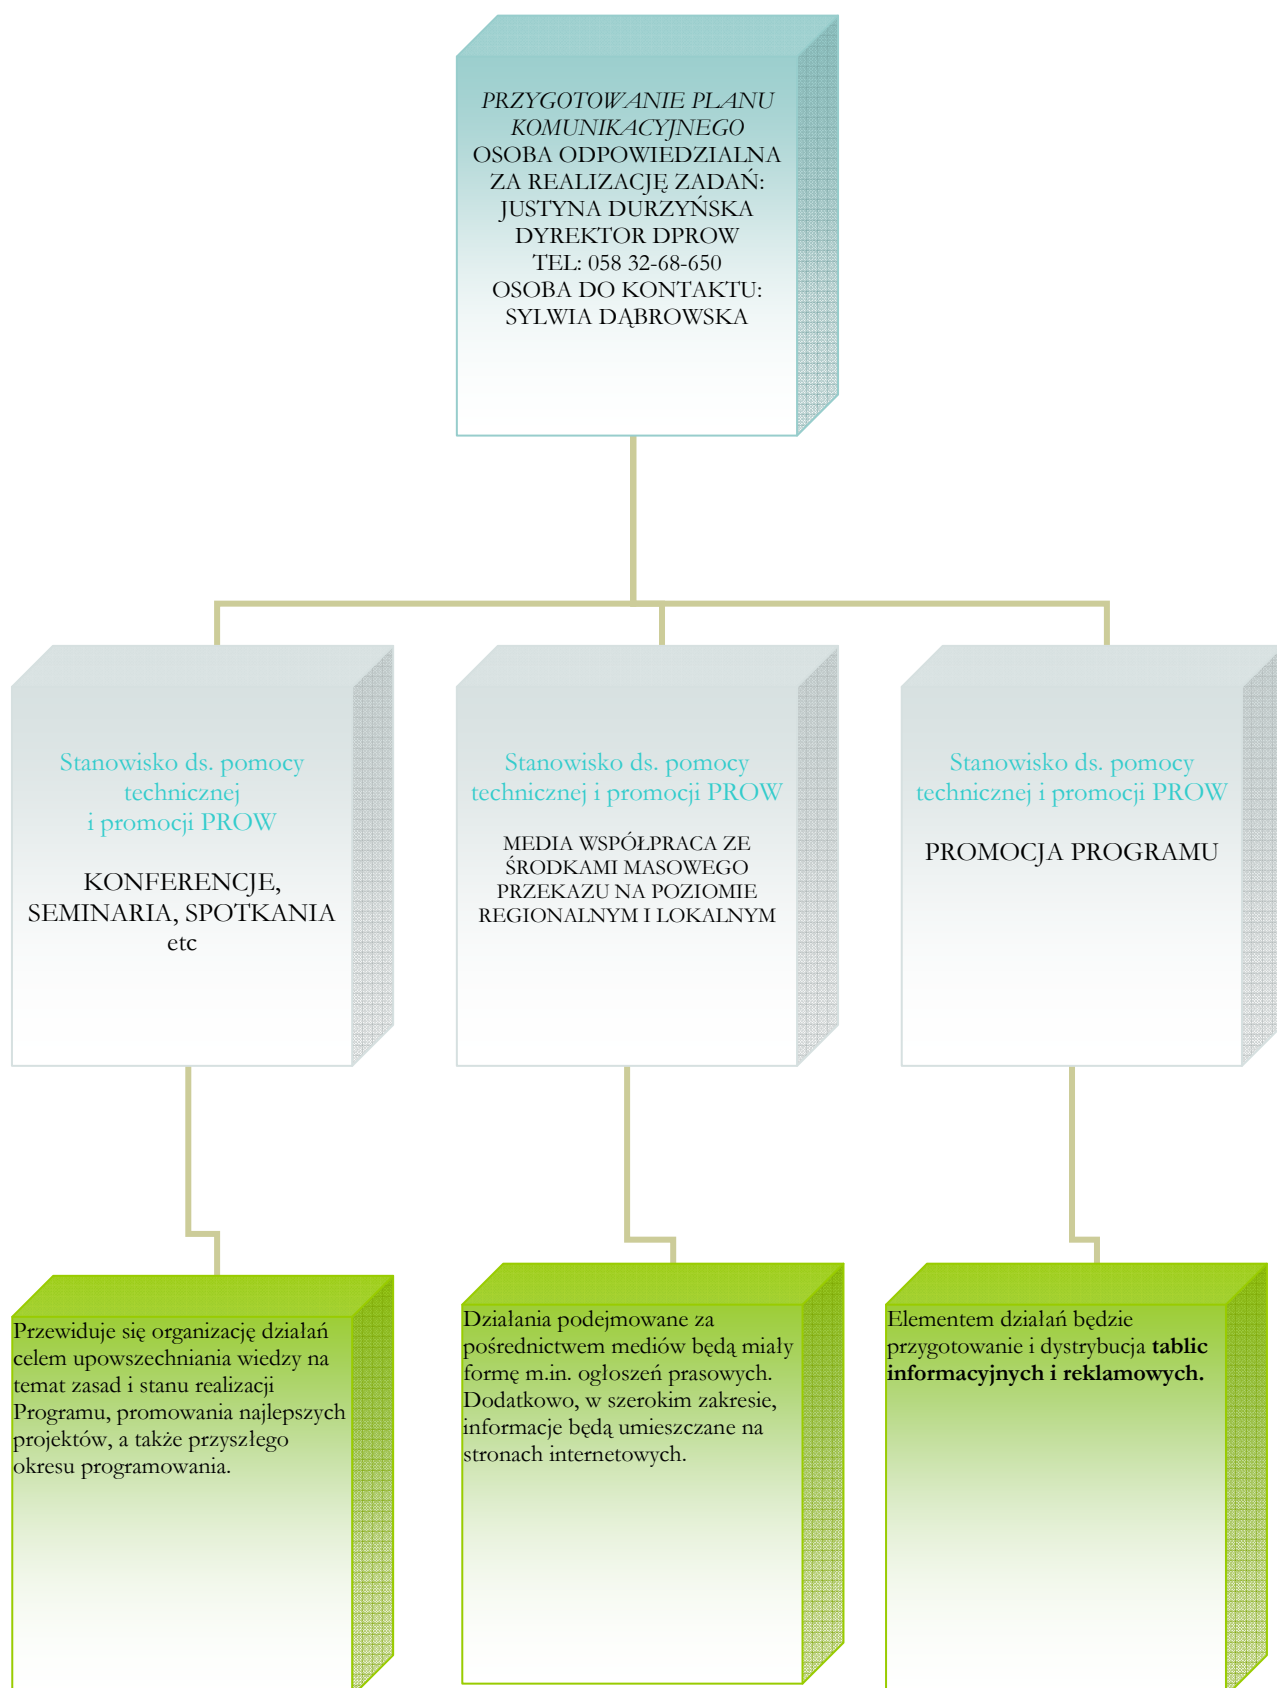 PRZYGOTOWANIE PLANU
KOMUNIKACYJNEGO
OSOBA ODPOWIEDZIALNA
ZA REALIZACJĘ ZADAŃ:
JUSTYNA DURZYŃSKA
DYREKTOR DPROW
TEL: 058 32-68-650
OSOBA DO KONTAKTU:
SYLWIA DĄBROWSKA
Stanowisko ds. pomocy
technicznej
i promocji PROW
KONFERENCJE,
SEMINARIA, SPOTKANIA
etc
Stanowisko ds. pomocy
technicznej i promocji PROW
MEDIA WSPÓŁPRACA ZE
ŚRODKAMI MASOWEGO
PRZEKAZU NA POZIOMIE
REGIONALNYM I LOKALNYM
Stanowisko ds. pomocy
technicznej i promocji PROW
PROMOCJA PROGRAMU
Przewiduje się organizację działań
celem upowszechniania wiedzy na
temat zasad i stanu realizacji
Programu, promowania najlepszych
projektów, a także przyszłego
okresu programowania.
Działania podejmowane za
pośrednictwem mediów będą miały
formę m.in. ogłoszeń prasowych.
Dodatkowo, w szerokim zakresie,
informacje będą umieszczane na
stronach internetowych.
Elementem działań będzie
przygotowanie i dystrybucja tablic
informacyjnych i reklamowych.